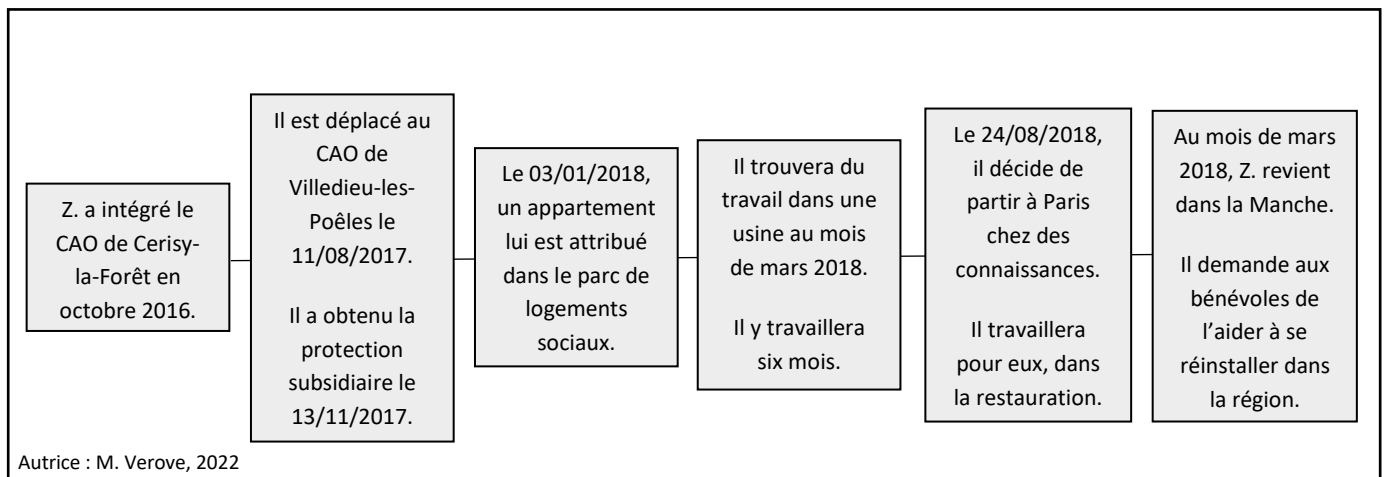 Z. a intégré le
CAO de Cerisy-
la-Forêt en
octobre 2016.
Il est déplacé au
CAO de
Villedieu-les-
Poêles le
11/08/2017.
Il a obtenu la
protection
subsidiaire le
13/11/2017.
Le 03/01/2018,
un appartement
lui est attribué
dans le parc de
logements
sociaux.
Il trouvera du
travail dans une
usine au mois
de mars 2018.
Il y travaillera
six mois.
Le 24/08/2018,
il décide de
partir à Paris
chez des
connaissances.
Il travaillera
pour eux, dans
la restauration.
Au mois de mars
2018, Z. revient
dans la Manche.
Il demande aux
bénévoles de
l’aider à se
réinstaller dans
la région.
Autrice : M. Verove, 2022